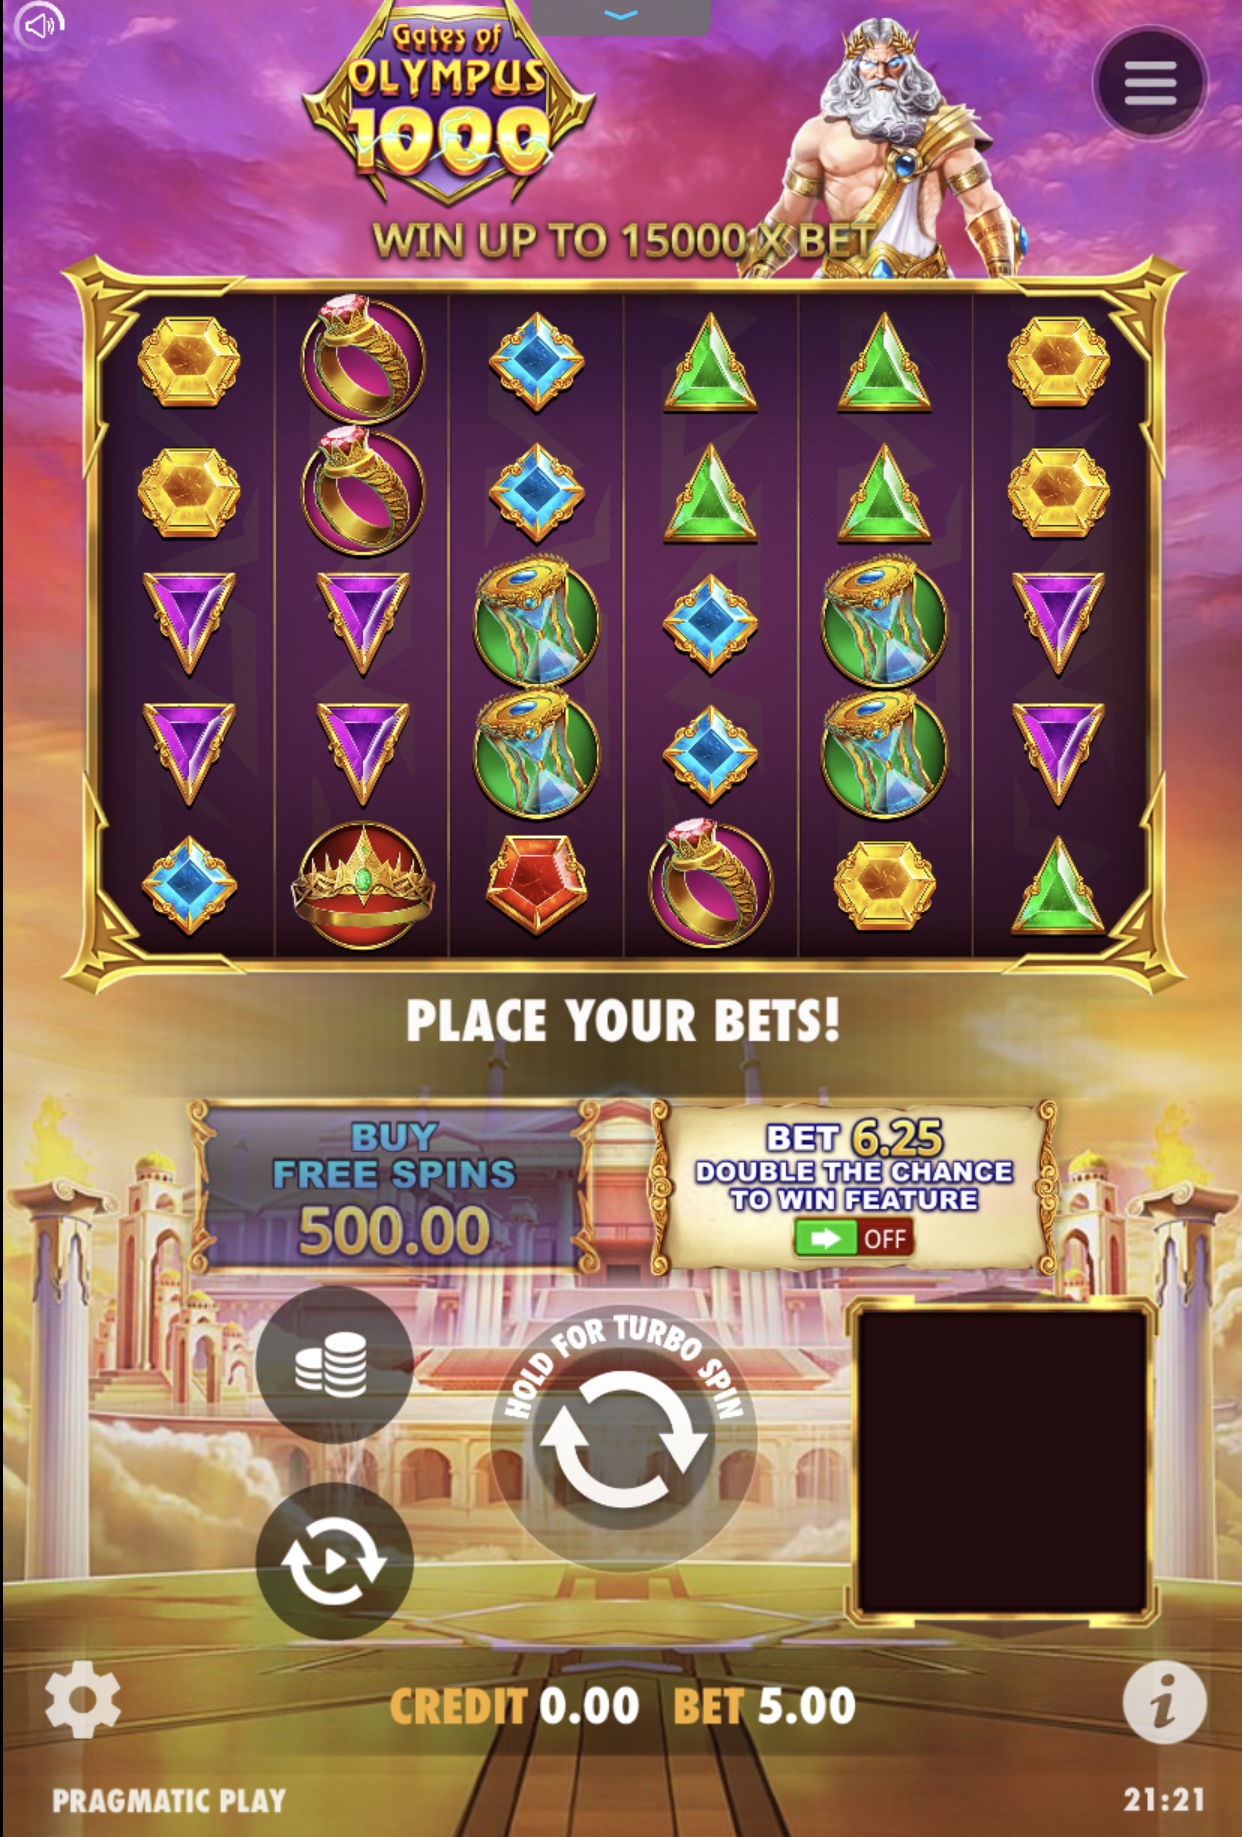 Gates of
OLYMPUS
1000
WIN UP TO 15000 X BET
PLACE YOUR BETS!
BUY
FREE SPINS
500.00
BET 6.25
DOUBLE THE CHANCE
TO WIN FEATURE
OFF
HOLD FOR TURBO SPIN
CREDIT 0.00 BET 5.00
PRAGMATIC PLAY
21:21